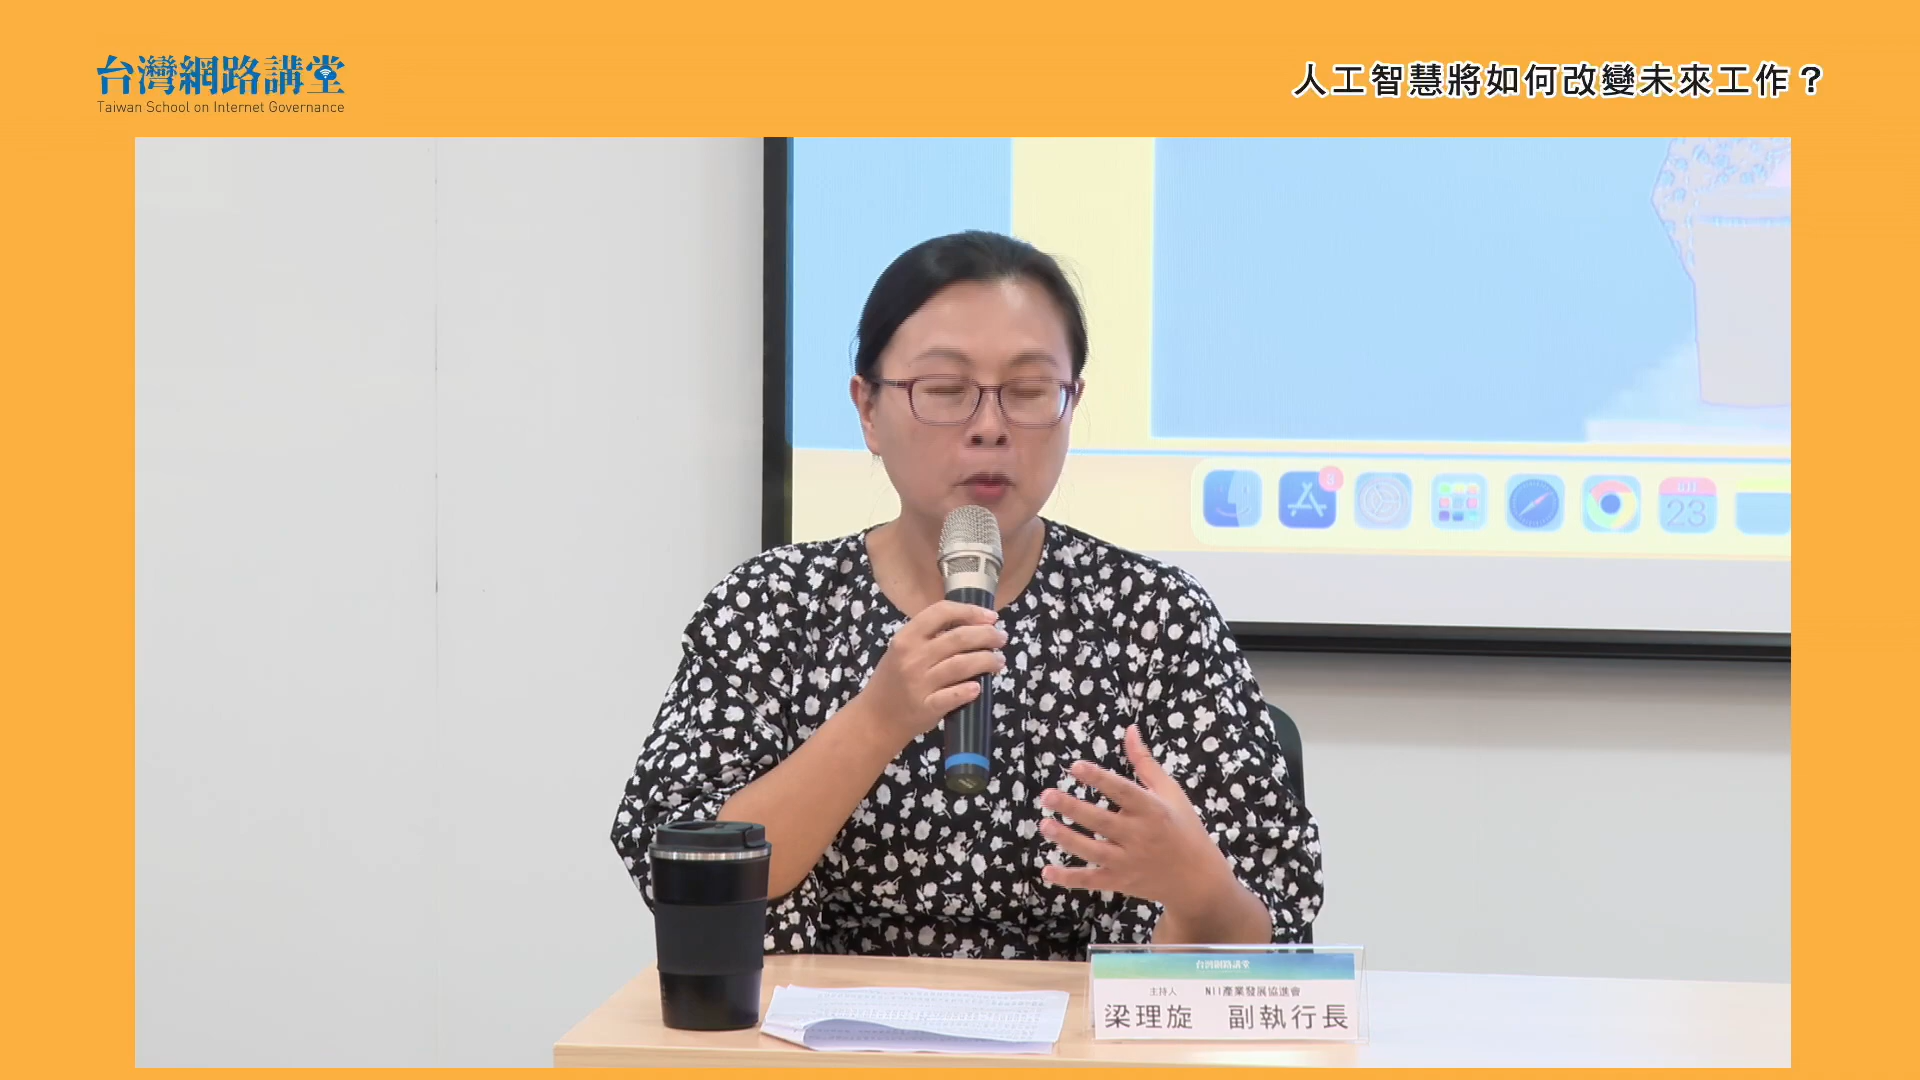 台灣網路講堂
Taiwan School on Internet Governance
人工智慧將如何改變未來工作？
8
23
台灣網路講堂
主持人 NII產業發展協進會
梁理旋 副執行長